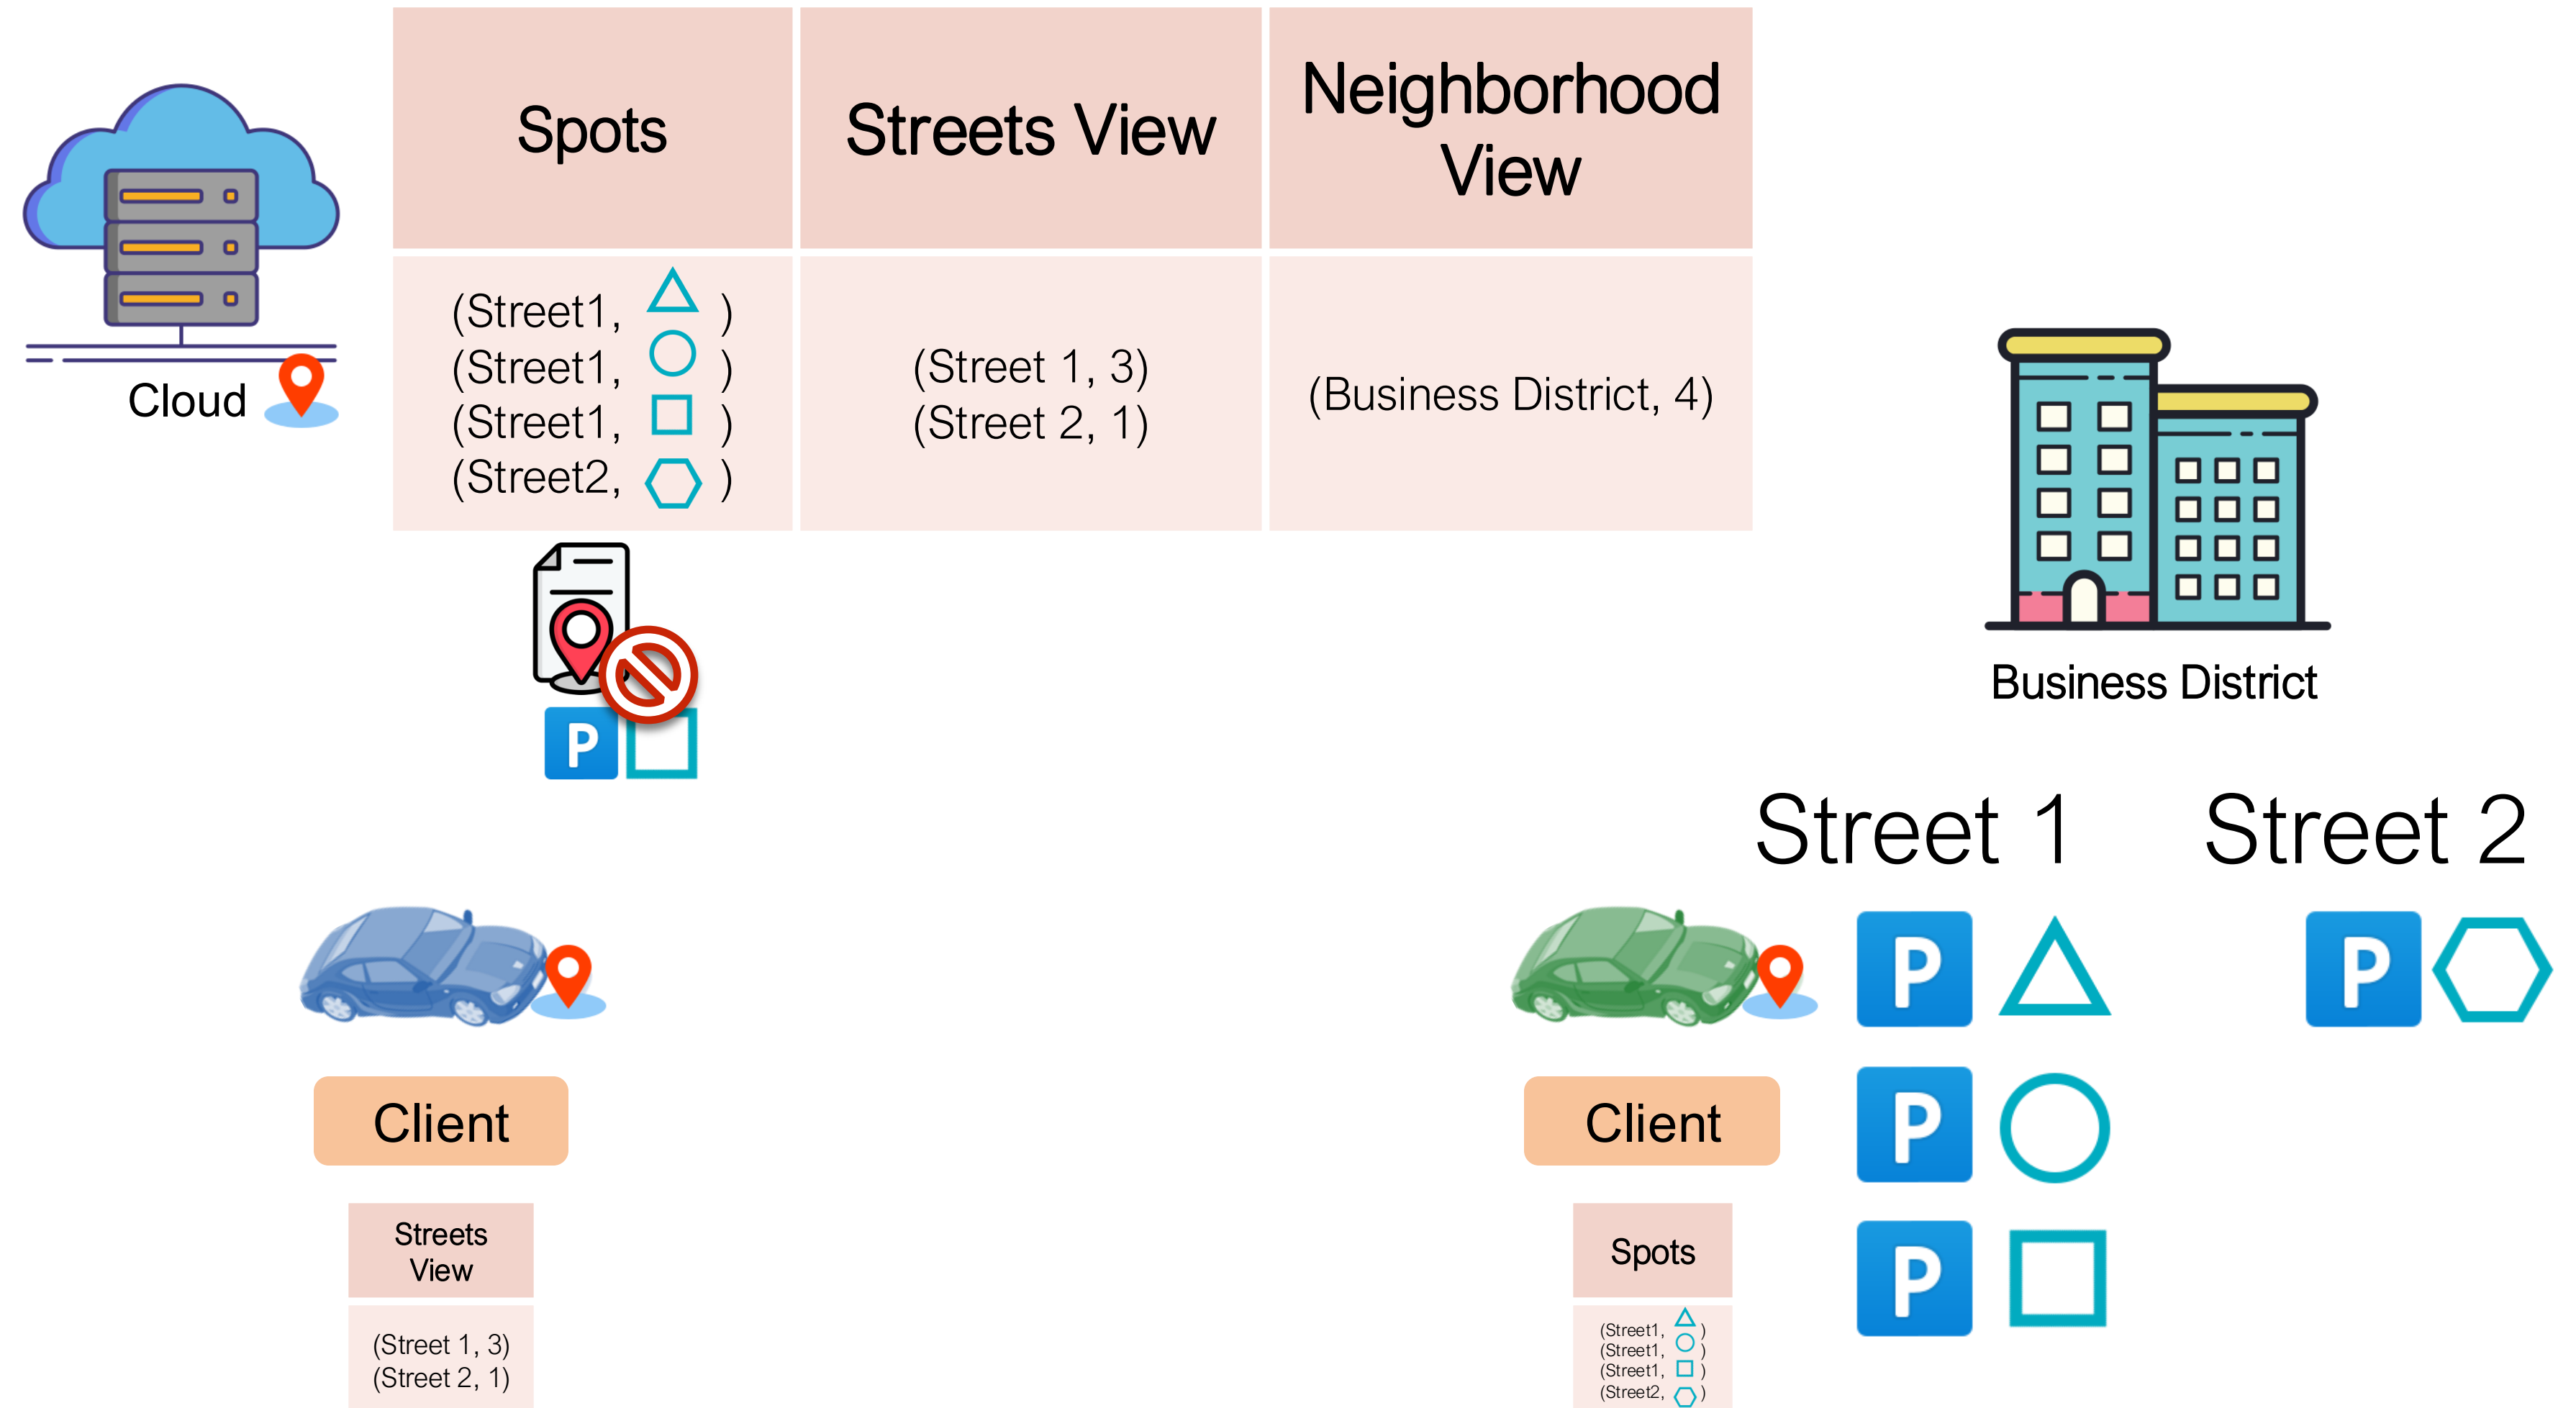 Spots
Streets View
Neighborhood
View
(Street1, )
(Street1, )
(Street1, )
(Street2, )
(Street 1, 3)
(Street 2, 1)
(Business District, 4)
Cloud
P
Business District
Street 1
Street 2
P
P
P
P
Client
Client
Streets
View
(Street 1, 3)
(Street 2, 1)
Spots
(Street1, )
(Street1, )
(Street1, )
(Street2, )